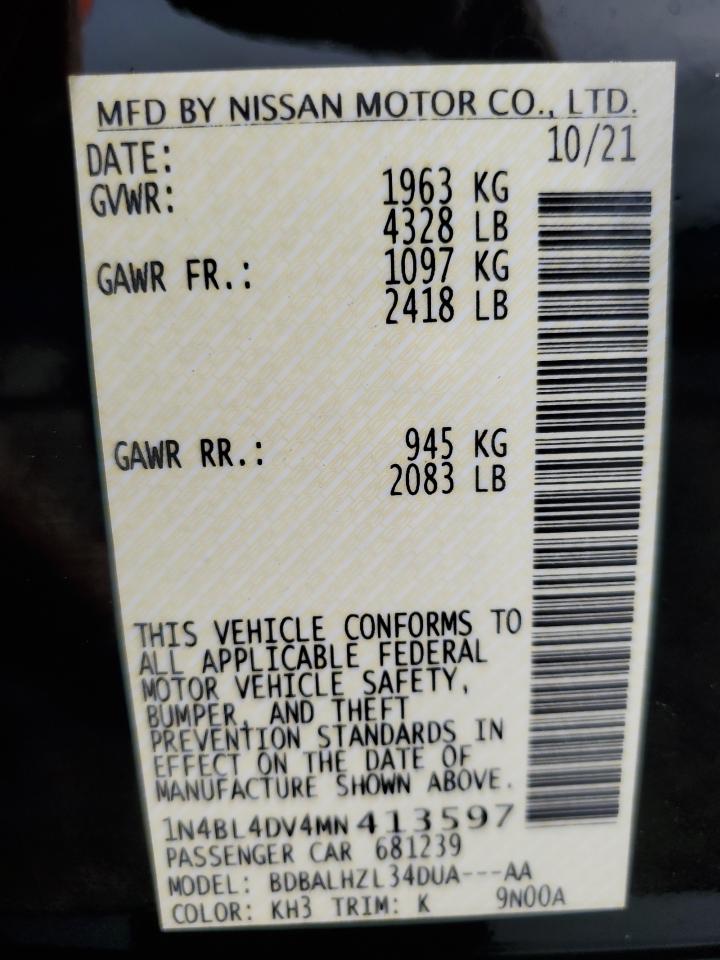 MFD BY NISSAN MOTOR CO., LTD.
DATE: 10/21
GVWR: 1963 KG
4328 LB
GAWR FR.: 1097 KG
2418 LB
GAWR RR.: 945 KG
2083 LB
THIS VEHICLE CONFORMS TO
ALL APPLICABLE FEDERAL
MOTOR VEHICLE SAFETY,
BUMPER, AND THEFT
PREVENTION STANDARDS IN
EFFECT ON THE DATE OF
MANUFACTURE SHOWN ABOVE.
1N4BL4DV4MN 413597
PASSENGER CAR 681239
MODEL: BDBALHZL34DUA---AA
COLOR: KH3 TRIM: K 9N00A